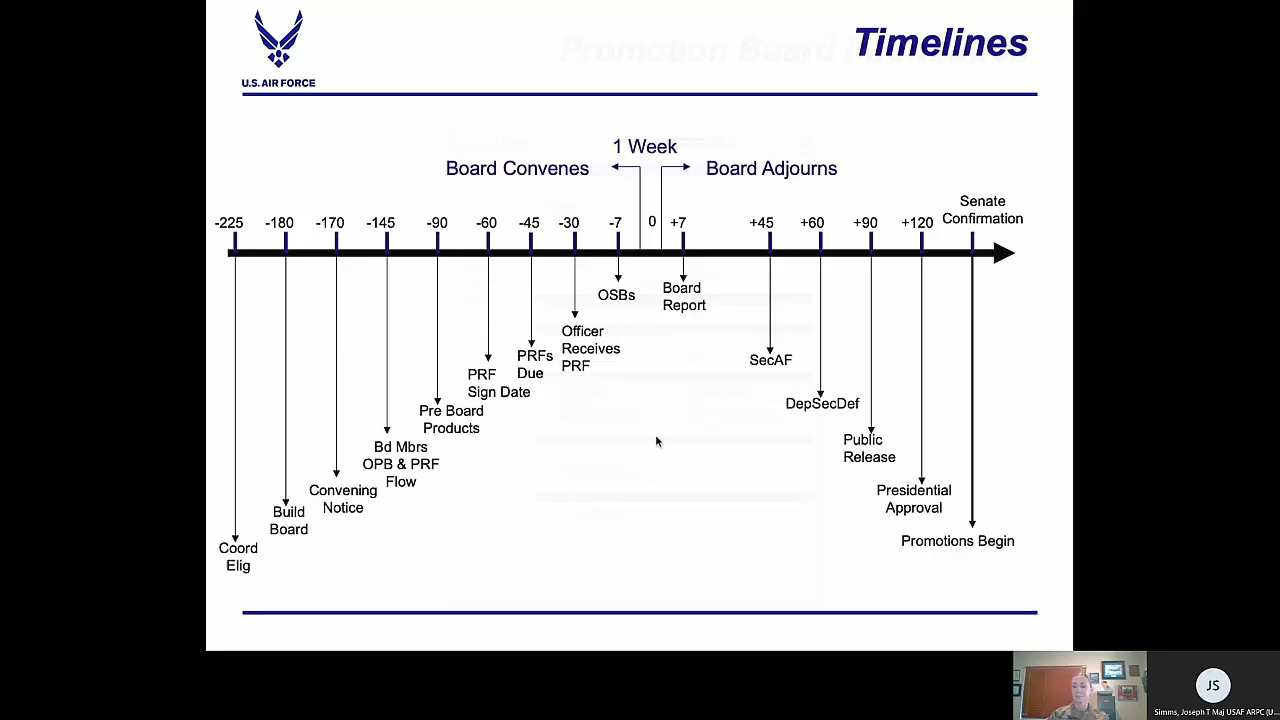 Timelines
Promotion Board
U.S. AIR FORCE
1 Week
Board Convenes
Board Adjourns
Senate
Confirmation
-225
-180
-170
-145
-90
-60
-45
-30
-7
0
+7
+45
+60
+90
+120
OSBs
Board
Report
Officer
Receives
PRF
PRFs
Due
SecAF
PRF
Sign Date
DepSecDef
Pre Board
Products
Public
Release
Bd Mbrs
OPB & PRF
Flow
Convening
Notice
Presidential
Approval
Build
Board
Promotions Begin
Coord
Elig
JS
Simms, Joseph T Maj USAF ARPC (U